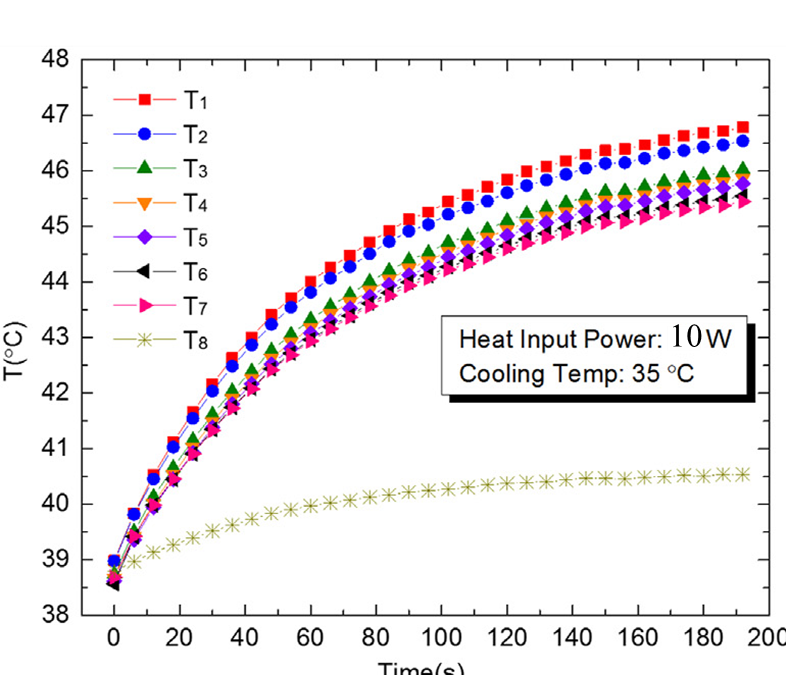 48
47
46
45
44
43
42
41
40
39
38
T(°C)
T1
T2
T3
T4
T5
T6
T7
T8
Heat Input Power: 10W
Cooling Temp: 35 °C
0 20 40 60 80 100 120 140 160 180 200
Time(s)